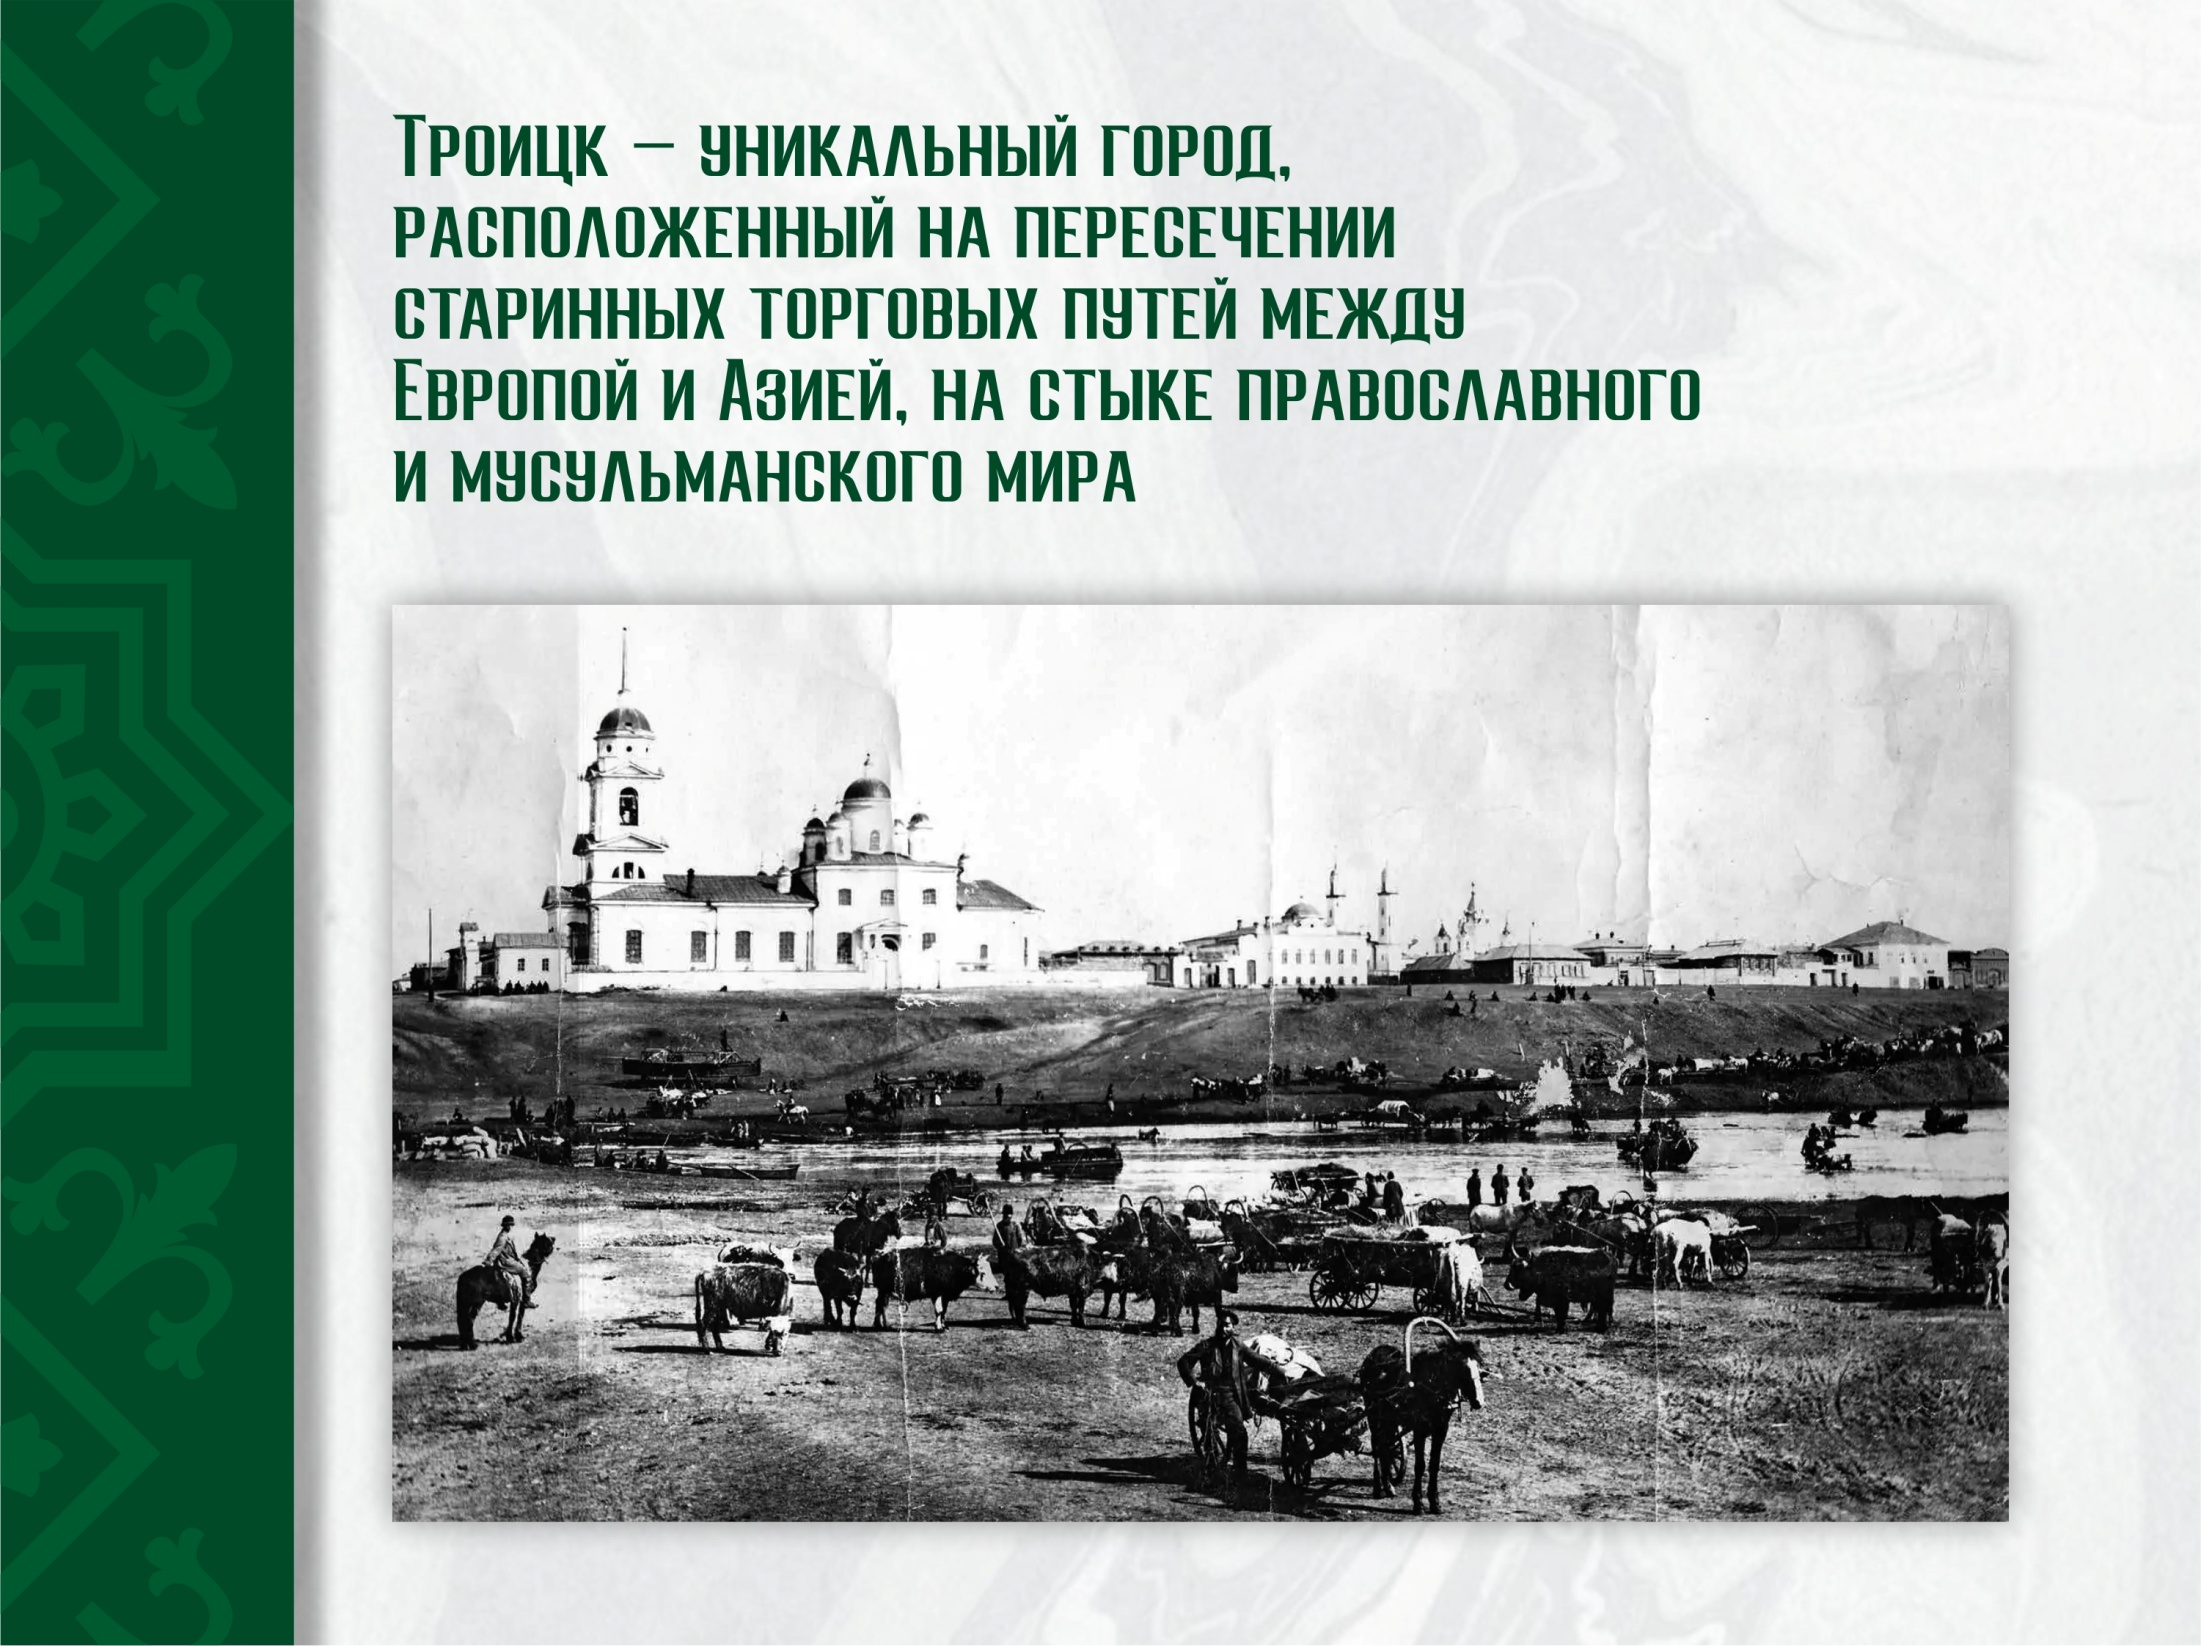 Троицк – уникальный город,
расположенный на пересечении
старинных торговых путей между
Европой и Азией, на стыке православного
и мусульманского мира